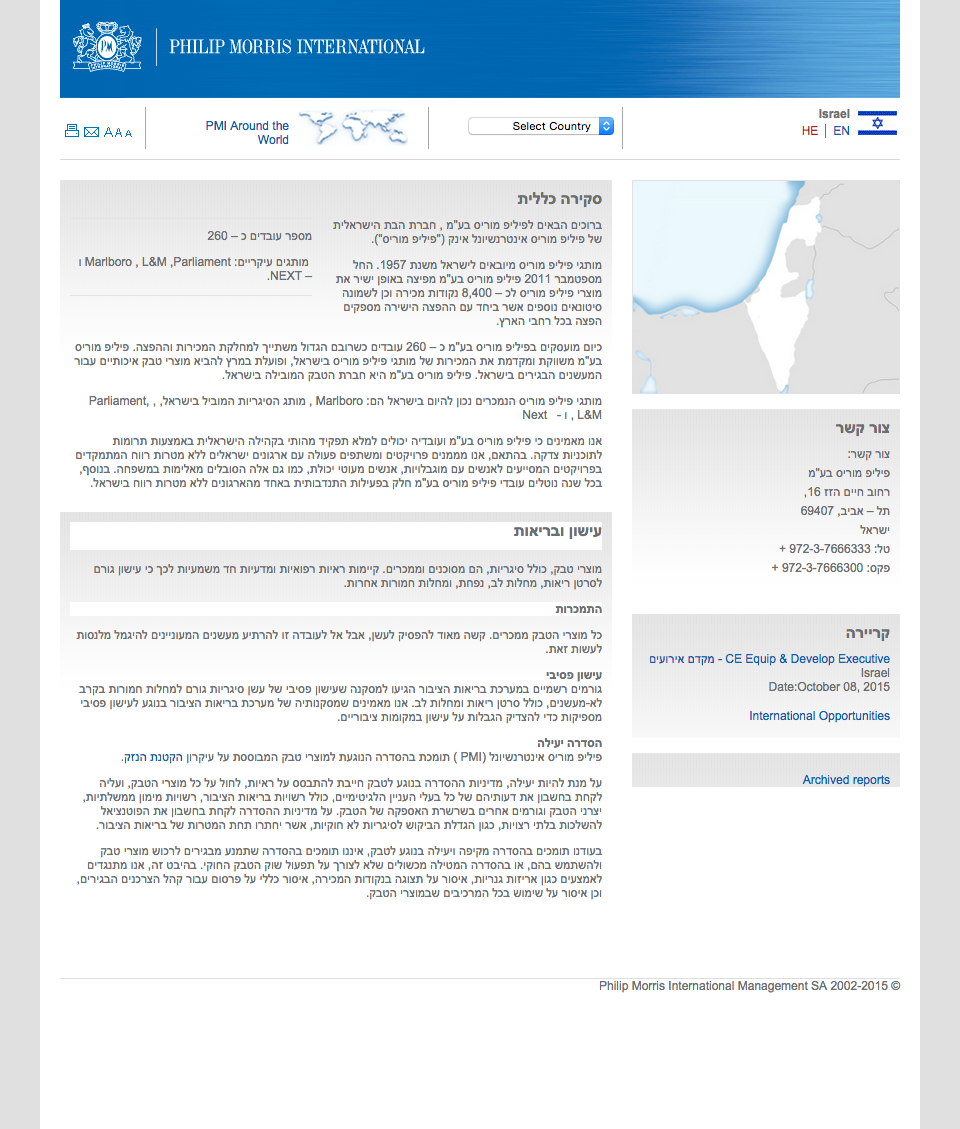 PHILIP MORRIS INTERNATIONAL
PM
A A A
PMI Around the
World
Select Country
Israel
HE | EN
סקירה כללית
ברוכים הבאים לפיליפ מוריס בע"מ , חברת הבת הישראלית
של פיליפ מוריס אינטרנשיונל אינק ("פיליפ מוריס").
מספר עובדים כ – 260
מותגים עיקריים: Marlboro , L&M ,Parliament ו
– NEXT.
מותגי פיליפ מוריס מיובאים לישראל משנת 1957. החל
מספטמבר 2011 פיליפ מוריס בע"מ מפיצה באופן ישיר את
מוצרי פיליפ מוריס לכ – 8,400 נקודות מכירה וכן לשמונה
סיטונאים נוספים אשר ביחד עם ההפצה הישירה מספקים
הפצה בכל רחבי הארץ.
כיום מועסקים בפיליפ מוריס בע"מ כ – 260 עובדים כשרובם הגדול משתייך למחלקת המכירות וההפצה. פיליפ מוריס
בע"מ משווקת ומקדמת את המכירות של מותגי פיליפ מוריס בישראל, ופועלת במרץ להביא מוצרי טבק איכותיים עבור
המעשנים הבגירים בישראל. פיליפ מוריס בע"מ היא חברת הטבק המובילה בישראל.
מותגי פיליפ מוריס הנמכרים נכון להיום בישראל הם: Marlboro , מותג הסיגריות המוביל בישראל, , Parliament,
L&M , ו - Next
אנו מאמינים כי פיליפ מוריס בע"מ ועובדיה יכולים למלא תפקיד מהותי בקהילה הישראלית באמצעות תרומות
לתוכניות צדקה. בהתאם, אנו מממנים פרויקטים ומשתפים פעולה עם ארגונים ישראלים ללא מטרות רווח המתמקדים
בפרויקטים המסייעים לאנשים עם מוגבלויות, אנשים מעוטי יכולת, כמו גם אלה הסובלים מאלימות במשפחה. בנוסף,
בכל שנה נוטלים עובדי פיליפ מוריס בע"מ חלק בפעילות התנדבותית באחד מהארגונים ללא מטרות רווח בישראל.
עישון ובריאות
מוצרי טבק, כולל סיגריות, הם מסוכנים וממכרים. קיימות ראיות רפואיות ומדעיות חד משמעיות לכך כי עישון גורם
לסרטן ריאות, מחלות לב, נפחת, ומחלות חמורות אחרות.
התמכרות
כל מוצרי הטבק ממכרים. קשה מאוד להפסיק לעשן, אבל אל לעובדה זו להרתיע מעשנים המעוניינים להיגמל מלנסות
לעשות זאת.
עישון פסיבי
גורמים רשמיים במערכת בריאות הציבור הגיעו למסקנה שעישון פסיבי של עשן סיגריות גורם למחלות חמורות בקרב
לא-מעשנים, כולל סרטן ריאות ומחלות לב. אנו מאמינים שמסקנותיה של מערכת בריאות הציבור בנוגע לעישון פסיבי
מספיקות כדי להצדיק הגבלות על עישון במקומות ציבוריים.
הסדרה יעילה
פיליפ מוריס אינטרנשיונל (PMI ) תומכת בהסדרה הנוגעת למוצרי טבק המבוססת על עיקרון הקטנת הנזק.
על מנת להיות יעילה, מדיניות ההסדרה בנוגע לטבק חייבת להתבסס על ראיות, לחול על כל מוצרי הטבק, ועליה
לקחת בחשבון את דעותיהם של כל בעלי העניין הלגיטימיים, כולל רשויות בריאות הציבור, רשויות מימון ממשלתיות,
יצרני הטבק וגורמים אחרים בשרשרת האספקה של הטבק. על מדיניות ההסדרה לקחת בחשבון את הפוטנציאל
להשלכות בלתי רצויות, כגון הגדלת הביקוש לסיגריות לא חוקיות, אשר יחתרו תחת המטרות של בריאות הציבור.
בעודנו תומכים בהסדרה מקיפה ויעילה בנוגע לטבק, איננו תומכים בהסדרה שתמנע מבגירים לרכוש מוצרי טבק
ולהשתמש בהם, או בהסדרה המטילה מכשולים שלא לצורך על תפעול שוק הטבק החוקי. בהיבט זה, אנו מתנגדים
לאמצעים כגון אריזות גנריות, איסור על תצוגה בנקודות המכירה, איסור כללי על פרסום עבור קהל הצרכנים הבגירים,
וכן איסור על שימוש בכל המרכיבים שבמוצרי הטבק.
צור קשר
צור קשר:
פיליפ מוריס בע"מ
רחוב חיים הזז 16,
תל – אביב, 69407
ישראל
טל: 972-3-7666333 +
פקס: 972-3-7666300 +
קריירה
CE Equip & Develop Executive - מקדם אירועים
Israel
Date:October 08, 2015
International Opportunities
Archived reports
Philip Morris International Management SA 2002-2015 ©